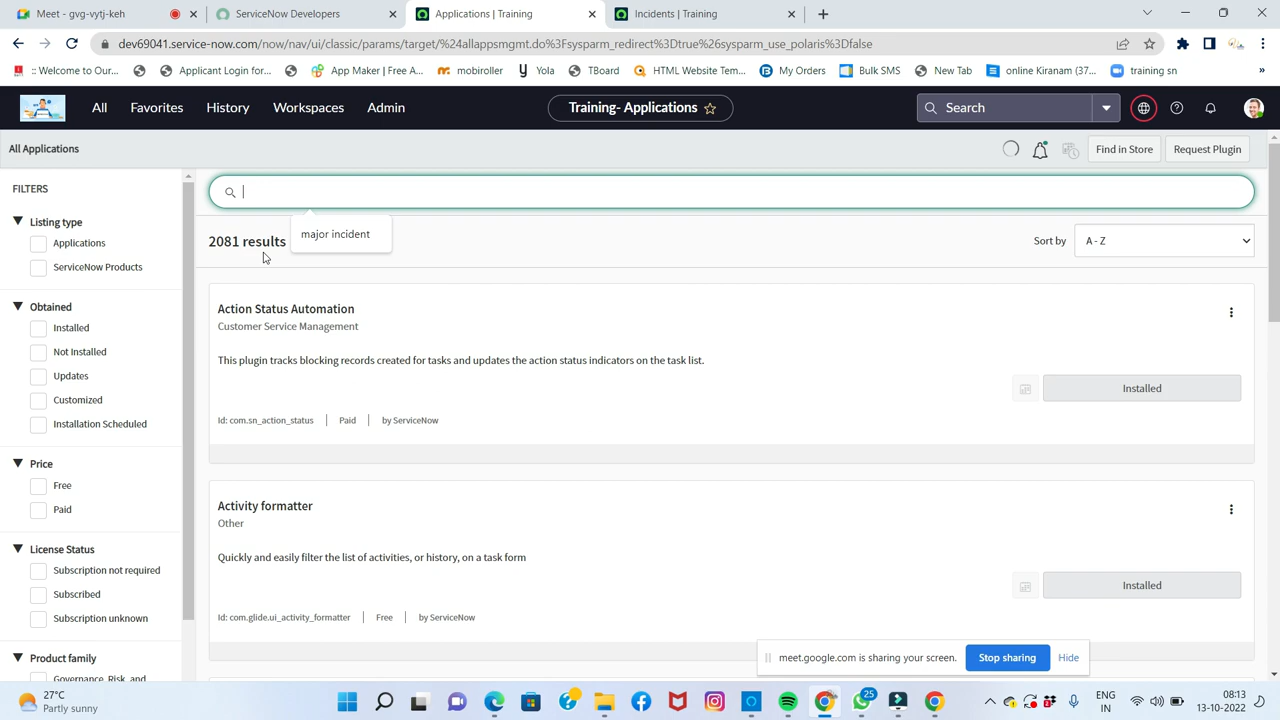 Meet - gvg-vytj-keh
ServiceNow Developers
Applications | Training
Incidents | Training
dev69041.service-now.com/now/nav/ui/classic/params/target/%24allappsmgmt.do%3Fsysparm_redirect%3Dtrue%26sysparm_use_polaris%3Dfalse
:: Welcome to Our...
Applicant Login for...
App Maker | Free A...
mobiroller
Yola
TBoard
HTML Website Tem...
My Orders
Bulk SMS
New Tab
online Kiranam (37...
training sn
»
All Favorites History Workspaces Admin
Training- Applications
Search
All Applications
Find in Store
Request Plugin
FILTERS
Listing type
Applications
ServiceNow Products
Obtained
Installed
Not Installed
Updates
Customized
Installation Scheduled
Price
Free
Paid
License Status
Subscription not required
Subscribed
Subscription unknown
Product family
Governance, Risk, and
major incident
2081 results
Sort by
A - Z
Action Status Automation
Customer Service Management
This plugin tracks blocking records created for tasks and updates the action status indicators on the task list.
Installed
Id: com.sn_action_status | Paid | by ServiceNow
Activity formatter
Other
Quickly and easily filter the list of activities, or history, on a task form
Installed
Id: com.glide.ui_activity_formatter | Free | by ServiceNow
meet.google.com is sharing your screen.
Stop sharing
Hide
27°C
Partly sunny
25
ENG
IN
08:13
13-10-2022